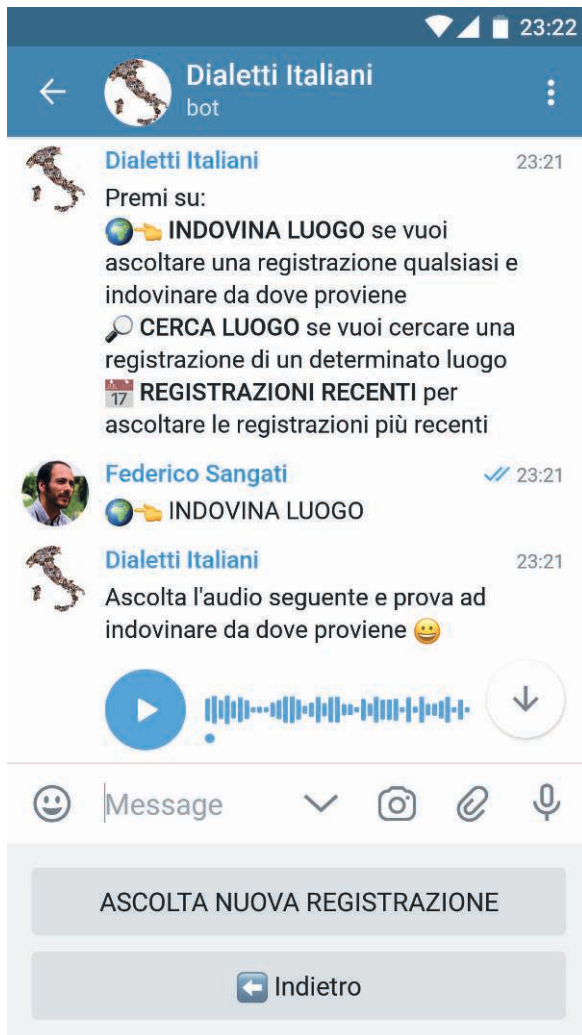 23:22
Dialetti Italiani
bot
Dialetti Italiani 23:21
Premi su:
🌍👈 INDOVINA LUOGO se vuoi
ascoltare una registrazione qualsiasi e
indovinare da dove proviene
🔎 CERCA LUOGO se vuoi cercare una
registrazione di un determinato luogo
📅 REGISTRAZIONI RECENTI per
ascoltare le registrazioni più recenti
Federico Sangati 23:21
🌍👈 INDOVINA LUOGO
Dialetti Italiani 23:21
Ascolta l'audio seguente e prova ad
indovinare da dove proviene 😀
Message
ASCOLTA NUOVA REGISTRAZIONE
⬅️ Indietro